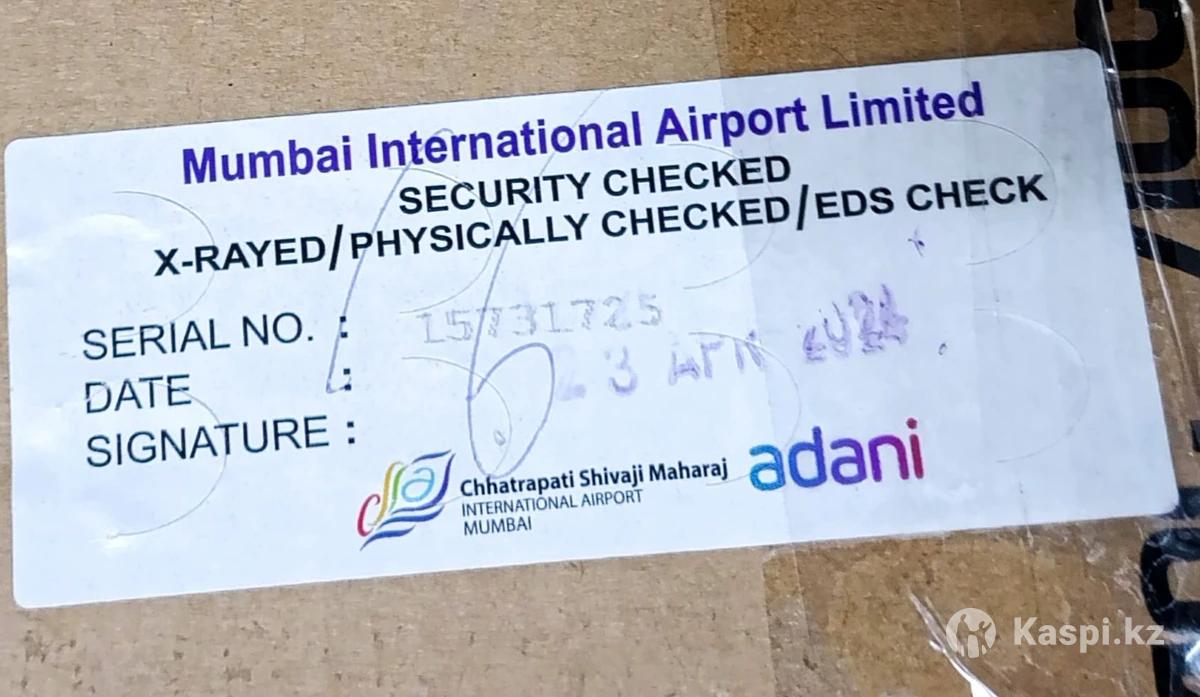 Mumbai International Airport Limited
SECURITY CHECKED
X-RAYED/PHYSICALLY CHECKED/EDS CHECK
SERIAL NO. : 15731725
DATE : 23 APR 2024
SIGNATURE :
Chhatrapati Shivaji Maharaj
INTERNATIONAL AIRPORT
MUMBAI
adani
Kaspi.kz